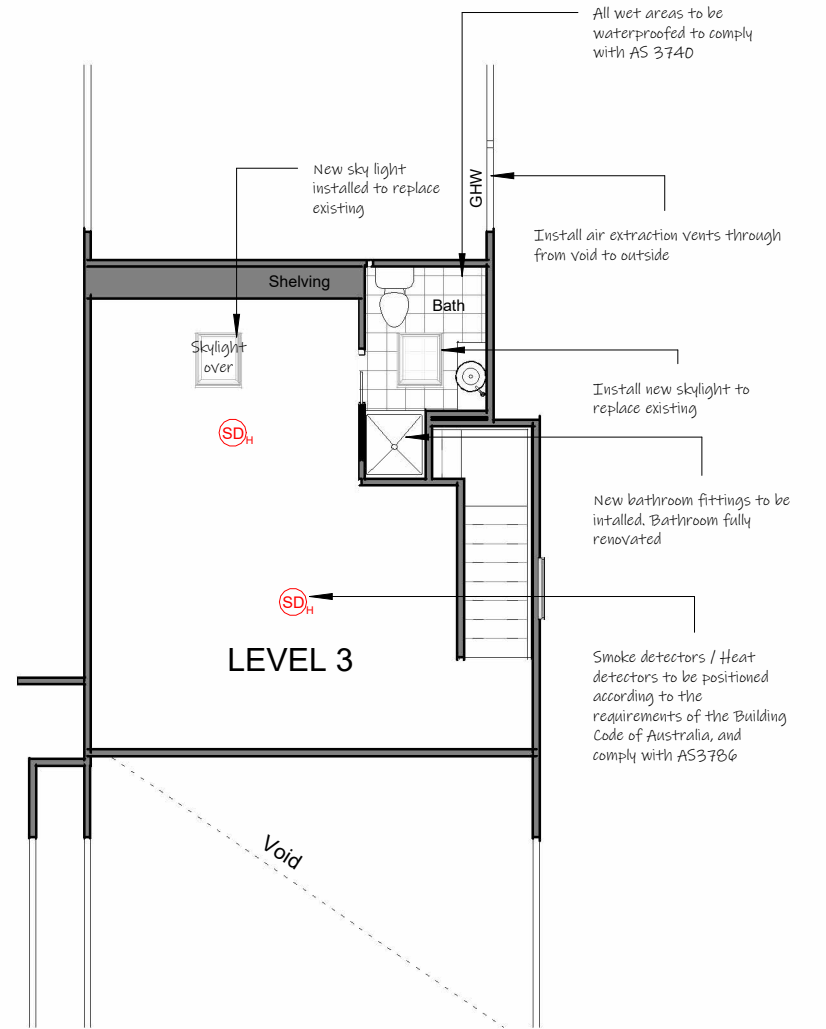 All wet areas to be
waterproofed to comply
with AS 3740
New sky light
installed to replace
existing
GHW
Install air extraction vents through
from void to outside
Shelving
Bath
Skylight
over
Install new skylight to
replace existing
SD H
New bathroom fittings to be
intalled. Bathroom fully
renovated
SD H
LEVEL 3
Smoke detectors / Heat
detectors to be positioned
according to the
requirements of the Building
Code of Australia, and
comply with AS3786
Void